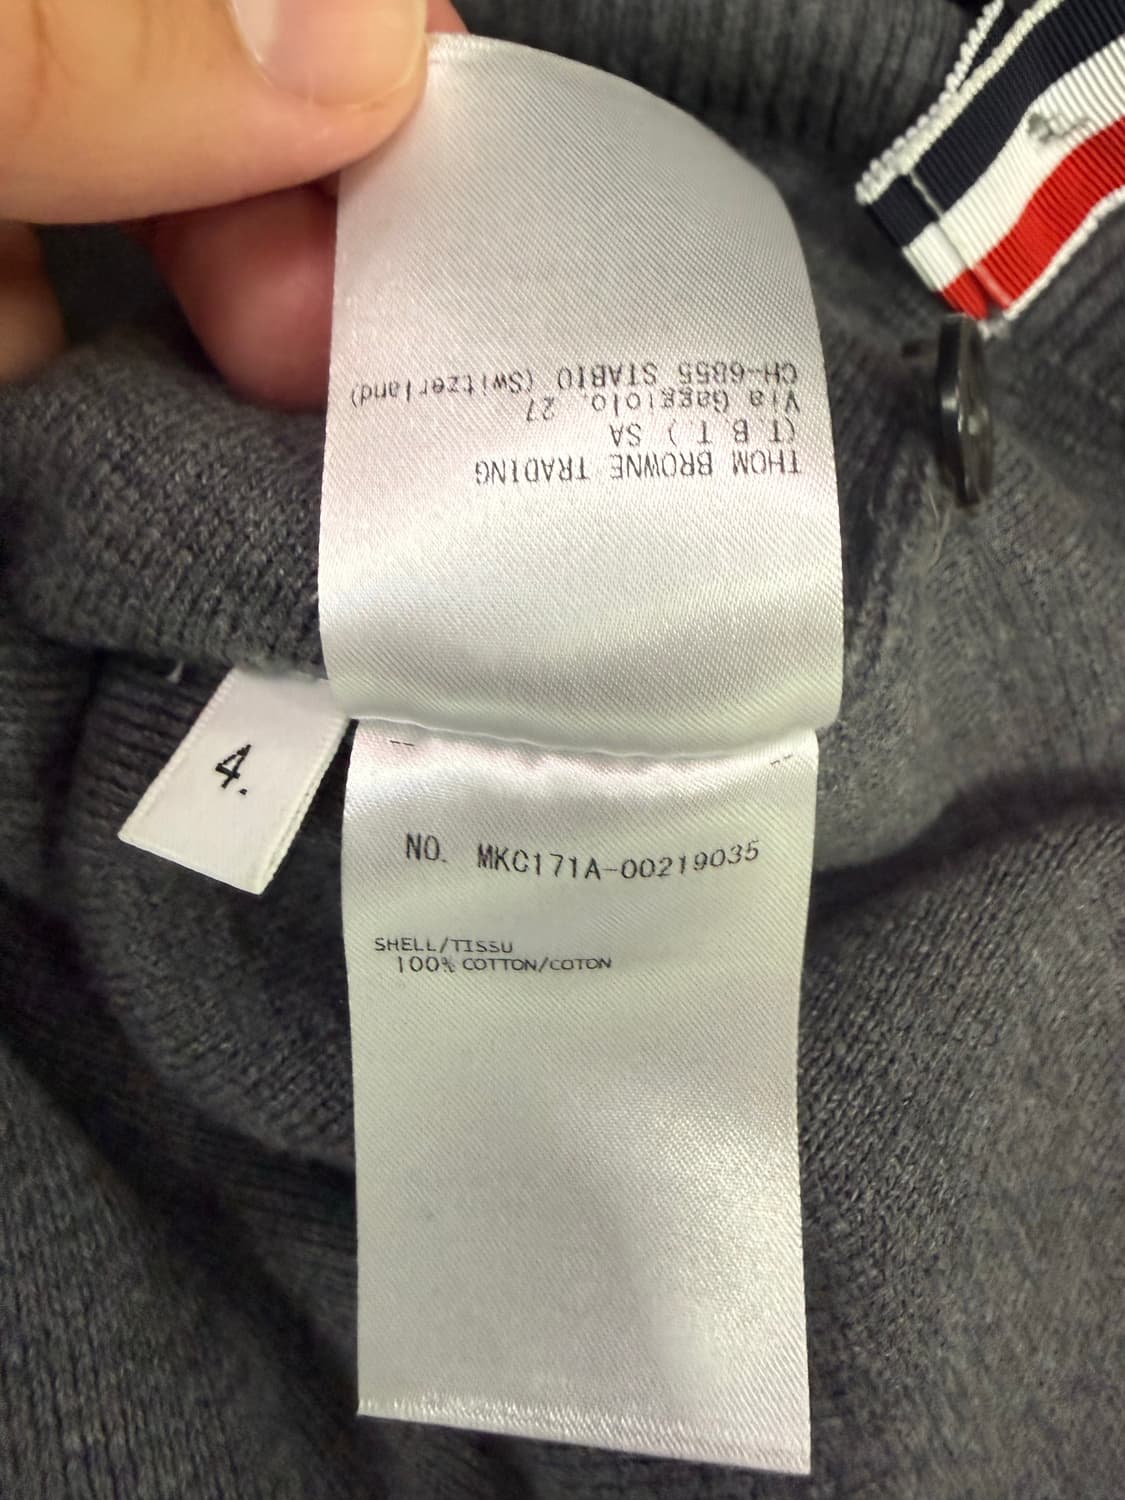 THOM BROWNE TRADING
(T.B.T.) SA
Via Gaggiolo, 27
CH-6855 STABIO (Switzerland)
4.
NO. MKC171A-00219035
SHELL/TISSU
100% COTTON/COTON